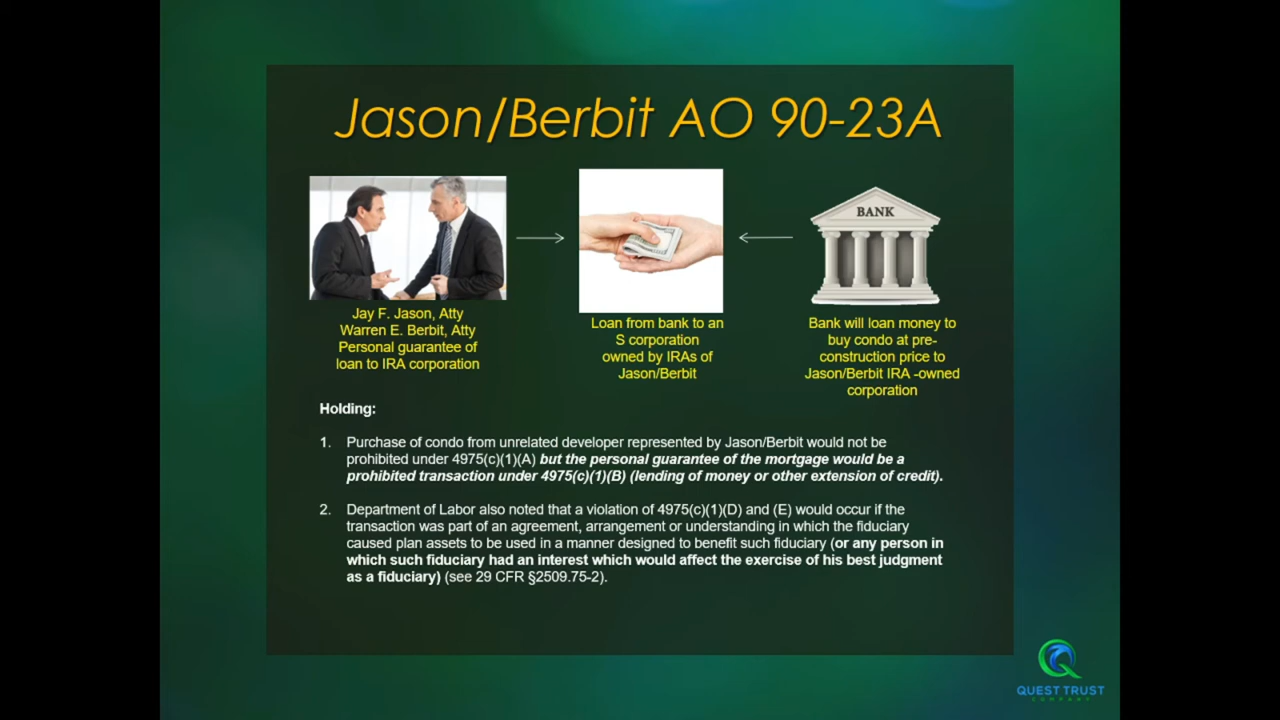 Jason/Berbit AO 90-23A
BANK
Jay F. Jason, Atty
Warren E. Berbit, Atty
Personal guarantee of
loan to IRA corporation
Loan from bank to an
S corporation
owned by IRAs of
Jason/Berbit
Bank will loan money to
buy condo at pre-
construction price to
Jason/Berbit IRA -owned
corporation
Holding:
1. Purchase of condo from unrelated developer represented by Jason/Berbit would not be
prohibited under 4975(c)(1)(A) but the personal guarantee of the mortgage would be a
prohibited transaction under 4975(c)(1)(B) (lending of money or other extension of credit).
2. Department of Labor also noted that a violation of 4975(c)(1)(D) and (E) would occur if the
transaction was part of an agreement, arrangement or understanding in which the fiduciary
caused plan assets to be used in a manner designed to benefit such fiduciary (or any person in
which such fiduciary had an interest which would affect the exercise of his best judgment
as a fiduciary) (see 29 CFR §2509.75-2).
QUEST TRUST
COMPANY